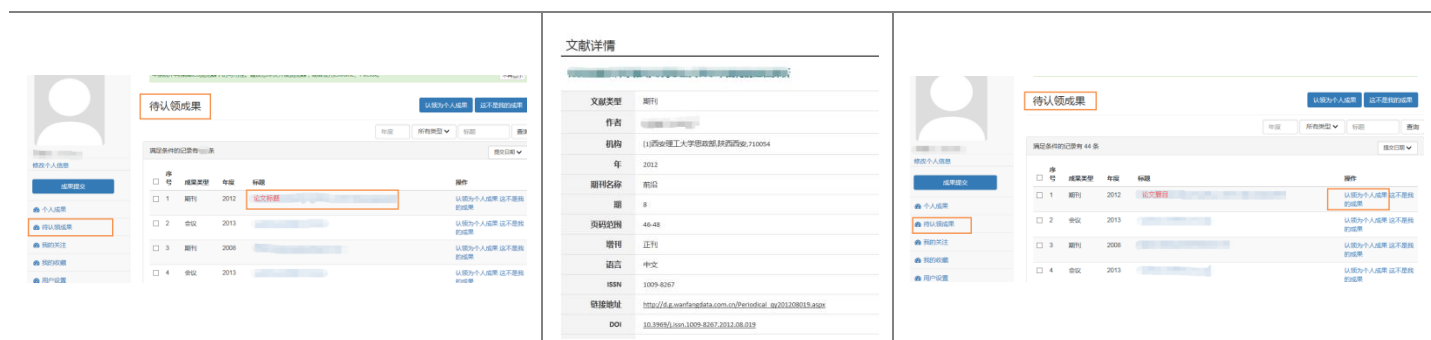 待认领成果
认领为个人成果 这不是我的成果
年度 所有类型 标题 查询
满足条件的记录有 条
提交日期
修改个人信息
成果提交
个人成果
待认领成果
我的关注
我的收藏
用户设置
序号 成果类型 年度 标题 操作
1 期刊 2012 论文标题 认领为个人成果 这不是我的成果
2 会议 2013 认领为个人成果 这不是我的成果
3 期刊 2008 认领为个人成果 这不是我的成果
4 会议 2013 认领为个人成果 这不是我的成果
文献详情
文献类型 期刊
作者
机构 [1]西安理工大学思政部,陕西西安,710054
年 2012
期刊名称 前沿
期 8
页码范围 46-48
增刊 正刊
语言 中文
ISSN 1009-8267
链接地址 http://d.g.wanfangdata.com.cn/Periodical_qy201208019.aspx
DOI 10.3969/j.issn.1009-8267.2012.08.019
待认领成果
认领为个人成果 这不是我的成果
年度 所有类型 标题 查询
满足条件的记录有 44 条
提交日期
修改个人信息
成果提交
个人成果
待认领成果
我的关注
我的收藏
用户设置
序号 成果类型 年度 标题 操作
1 期刊 2012 论文题目 认领为个人成果 这不是我的成果
2 会议 2013 认领为个人成果 这不是我的成果
3 期刊 2008 认领为个人成果 这不是我的成果
4 会议 2013 认领为个人成果 这不是我的成果